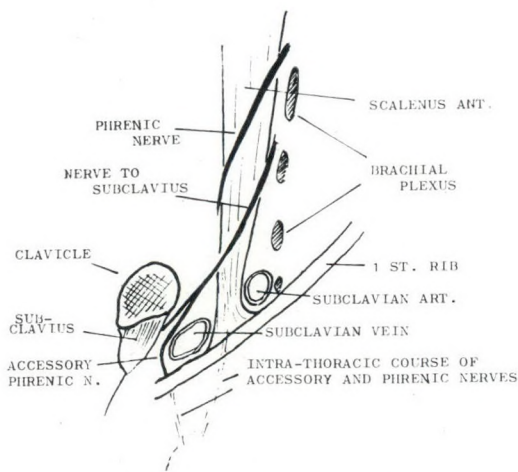 SCALENUS ANT.
PHRENIC
NERVE
NERVE TO
SUBCLAVIUS
BRACHIAL
PLEXUS
CLAVICLE
1 ST. RIB
SUB-
CLAVIUS
SUBCLAVIAN ART.
SUBCLAVIAN VEIN
ACCESSORY
PHRENIC N.
INTRA-THORACIC COURSE OF
ACCESSORY AND PHRENIC NERVES